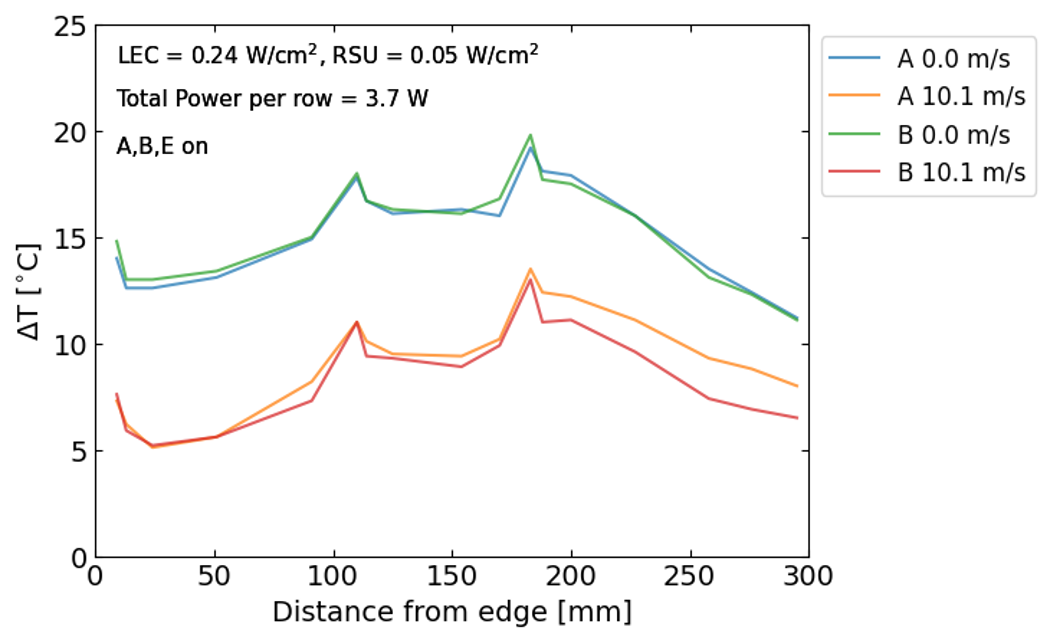 25
LEC = 0.24 W/cm², RSU = 0.05 W/cm²
Total Power per row = 3.7 W
A,B,E on
20
15
10
5
0
ΔT [°C]
0 50 100 150 200 250 300
Distance from edge [mm]
A 0.0 m/s
A 10.1 m/s
B 0.0 m/s
B 10.1 m/s